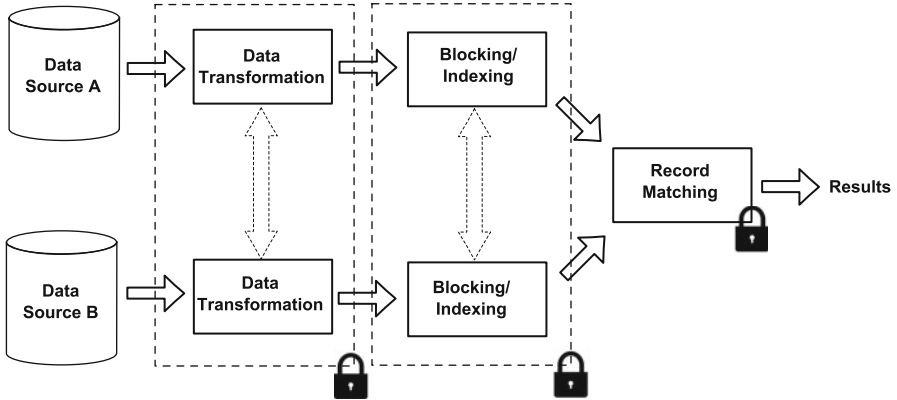 Data
Source A
Data
Transformation
Blocking/
Indexing
Record
Matching
Results
Data
Source B
Data
Transformation
Blocking/
Indexing